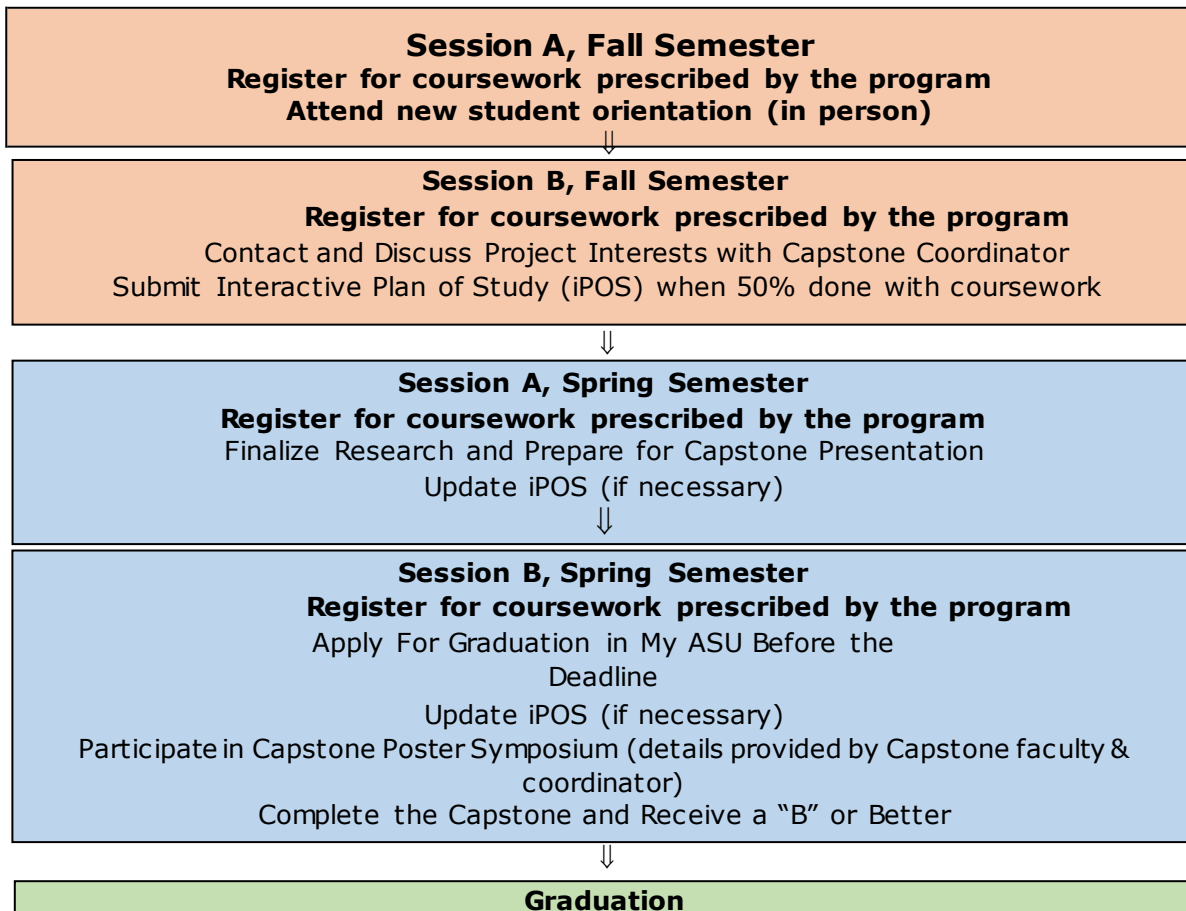 Session A, Fall Semester
Register for coursework prescribed by the program
Attend new student orientation (in person)
⇓
Session B, Fall Semester
Register for coursework prescribed by the program
Contact and Discuss Project Interests with Capstone Coordinator
Submit Interactive Plan of Study (iPOS) when 50% done with coursework
⇓
Session A, Spring Semester
Register for coursework prescribed by the program
Finalize Research and Prepare for Capstone Presentation
Update iPOS (if necessary)
⇓
Session B, Spring Semester
Register for coursework prescribed by the program
Apply For Graduation in My ASU Before the
Deadline
Update iPOS (if necessary)
Participate in Capstone Poster Symposium (details provided by Capstone faculty &
coordinator)
Complete the Capstone and Receive a “B” or Better
⇓
Graduation